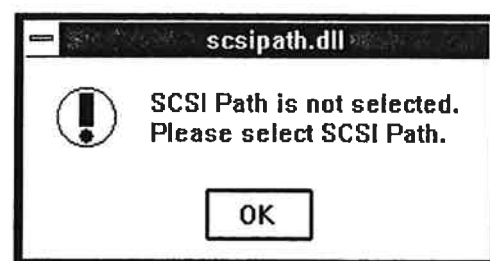 scsipath.dll
SCSI Path is not selected.
Please select SCSI Path.
OK